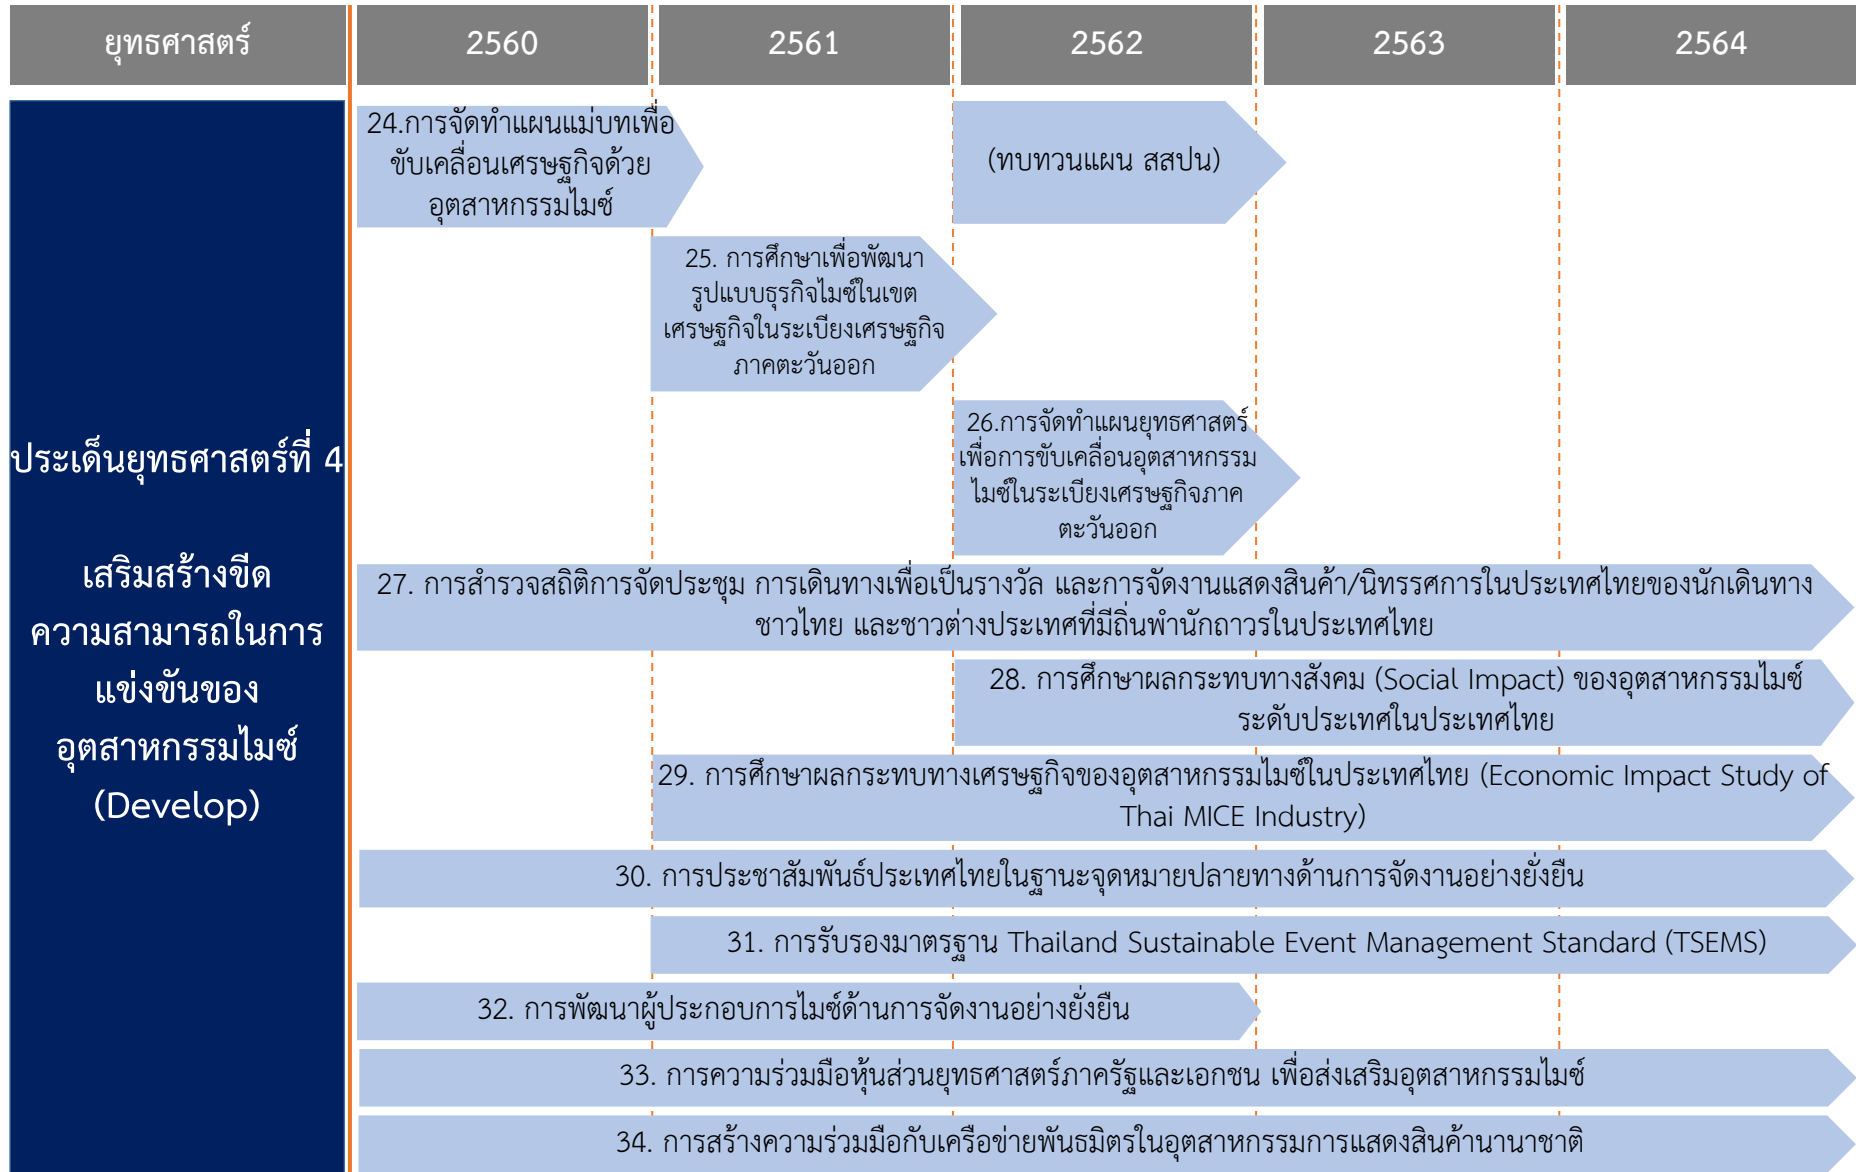 ยุทธศาสตร์
2560
2561
2562
2563
2564
ประเด็นยุทธศาสตร์ที่ 4
เสริมสร้างขีด
ความสามารถในการ
แข่งขันของ
อุตสาหกรรมไมซ์
(Develop)
24.การจัดทำแผนแม่บทเพื่อ
ขับเคลื่อนเศรษฐกิจด้วย
อุตสาหกรรมไมซ์
(ทบทวนแผน สสปน)
25. การศึกษาเพื่อพัฒนา
รูปแบบธุรกิจไมซ์ในเขต
เศรษฐกิจในระเบียงเศรษฐกิจ
ภาคตะวันออก
26.การจัดทำแผนยุทธศาสตร์
เพื่อการขับเคลื่อนอุตสาหกรรม
ไมซ์ในระเบียงเศรษฐกิจภาค
ตะวันออก
27. การสำรวจสถิติการจัดประชุม การเดินทางเพื่อเป็นรางวัล และการจัดงานแสดงสินค้า/นิทรรศการในประเทศไทยของนักเดินทาง
ชาวไทย และชาวต่างประเทศที่มีถิ่นพำนักถาวรในประเทศไทย
28. การศึกษาผลกระทบทางสังคม (Social Impact) ของอุตสาหกรรมไมซ์
ระดับประเทศในประเทศไทย
29. การศึกษาผลกระทบทางเศรษฐกิจของอุตสาหกรรมไมซ์ในประเทศไทย (Economic Impact Study of
Thai MICE Industry)
30. การประชาสัมพันธ์ประเทศไทยในฐานะจุดหมายปลายทางด้านการจัดงานอย่างยั่งยืน
31. การรับรองมาตรฐาน Thailand Sustainable Event Management Standard (TSEMS)
32. การพัฒนาผู้ประกอบการไมซ์ด้านการจัดงานอย่างยั่งยืน
33. การความร่วมมือหุ้นส่วนยุทธศาสตร์ภาครัฐและเอกชน เพื่อส่งเสริมอุตสาหกรรมไมซ์
34. การสร้างความร่วมมือกับเครือข่ายพันธมิตรในอุตสาหกรรมการแสดงสินค้านานาชาติ